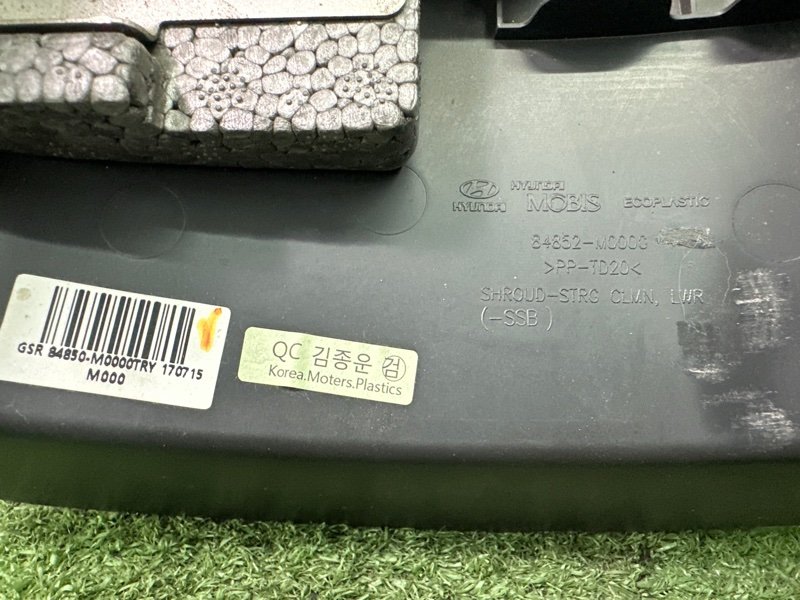 HYUNDAI
HYUNDAI
MOBIS
ECOPLASTIC
84852-M0000
>PP-TD20<
SHROUD-STRG CLMN, LWR
(-SSB)
GSR 84850-M0000TRY 170715
M000
QC 김종운 검
Korea.Moters.Plastics